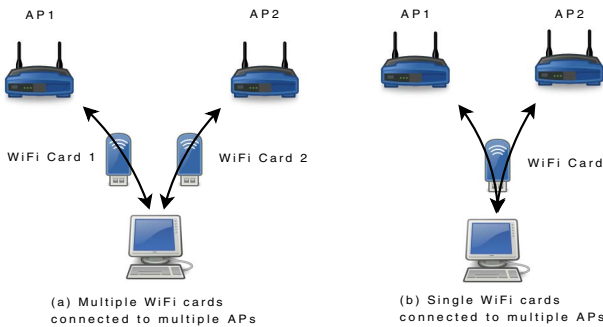 AP1
AP2
WiFi Card 1
WiFi Card 2
(a) Multiple WiFi cards
connected to multiple APs
AP1
AP2
WiFi Card
(b) Single WiFi cards
connected to multiple APs